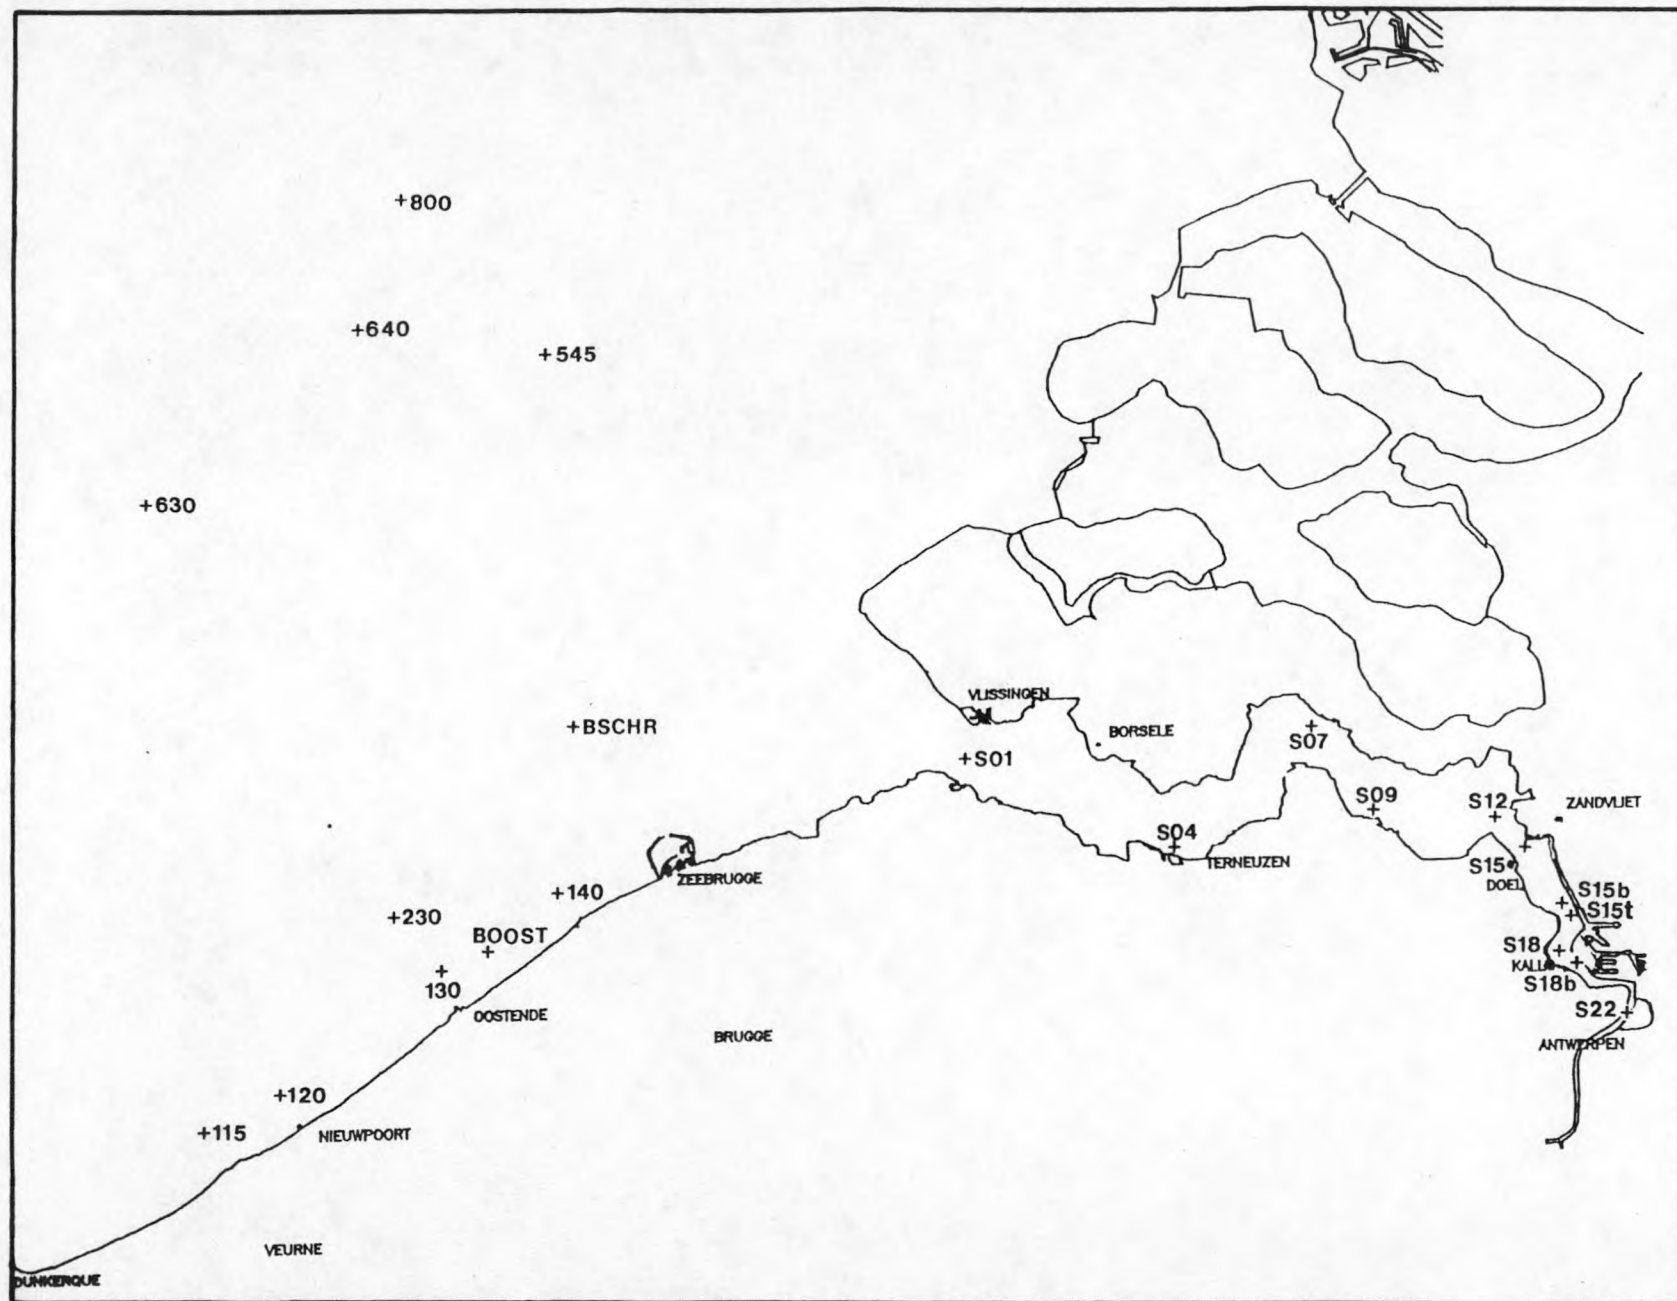 +800
+640
+545
+630
VLISSINGEN
+BSCHR
BORSELE
S07
+S01
S09
S12
ZANDVLIET
S04
TERNEUZEN
S15
DOEL
ZEEBRUGGE
+140
S15b
S15t
+230
BOOST
S18
KALL
S18b
130
S22
OOSTENDE
BRUGGE
ANTWERPEN
+120
+115
NIEUWPOORT
VEURNE
DUNKERQUE